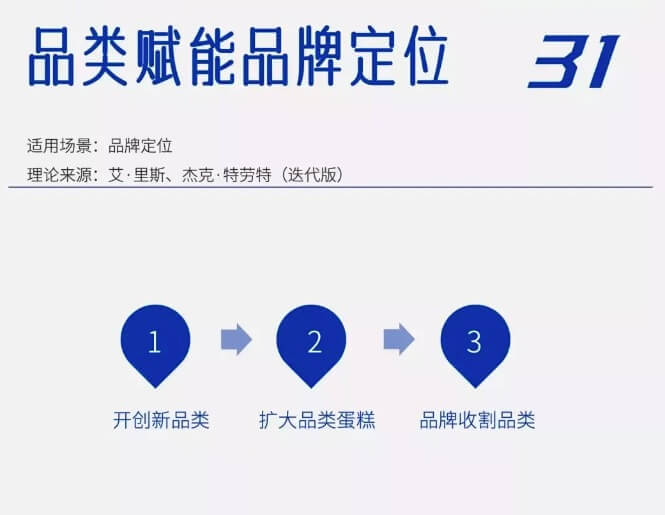 品类赋能品牌定位 31
适用场景：品牌定位
理论来源：艾·里斯、杰克·特劳特（迭代版）
1 2 3
开创新品类 扩大品类蛋糕 品牌收割品类